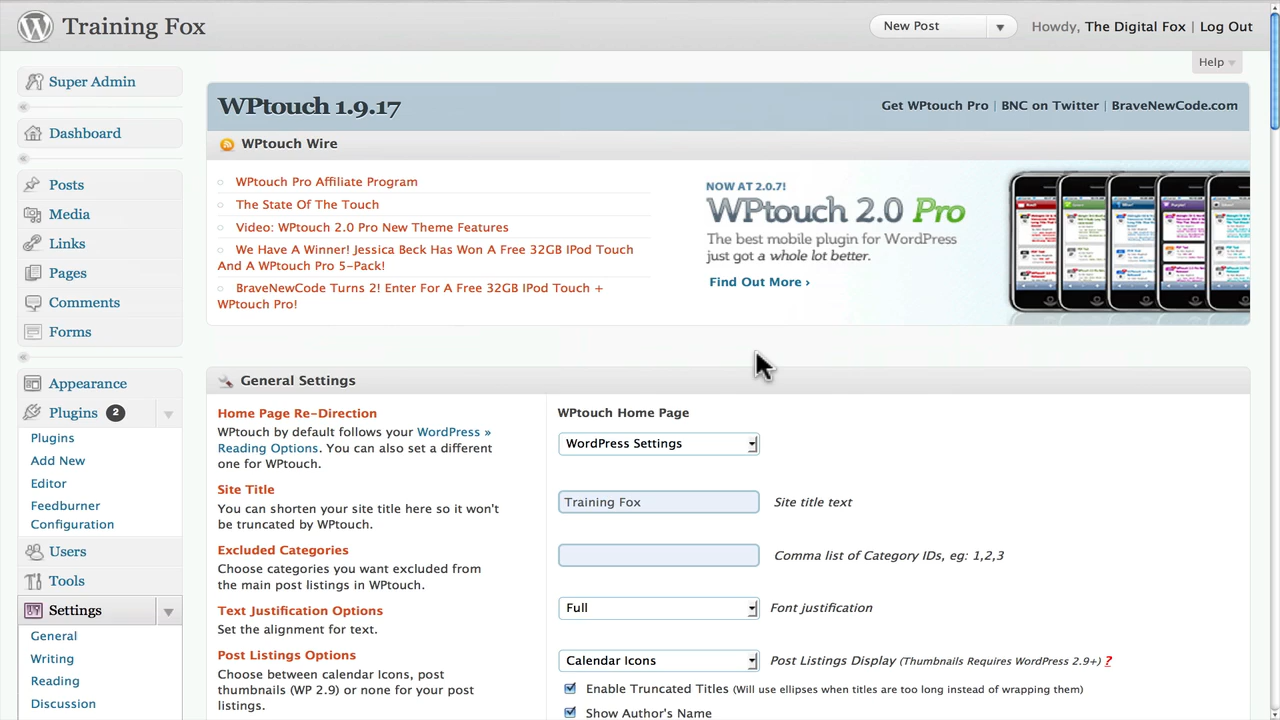 Training Fox
New Post
Howdy, The Digital Fox | Log Out
Help
Super Admin
Dashboard
Posts
Media
Links
Pages
Comments
Forms
Appearance
Plugins 2
Plugins
Add New
Editor
Feedburner
Configuration
Users
Tools
Settings
General
Writing
Reading
Discussion
WPtouch 1.9.17
Get WPtouch Pro | BNC on Twitter | BraveNewCode.com
WPtouch Wire
WPtouch Pro Affiliate Program
The State Of The Touch
Video: WPtouch 2.0 Pro New Theme Features
We Have A Winner! Jessica Beck Has Won A Free 32GB IPod Touch
And A WPtouch Pro 5-Pack!
BraveNewCode Turns 2! Enter For A Free 32GB IPod Touch +
WPtouch Pro!
NOW AT 2.0.7!
WPtouch 2.0 Pro
The best mobile plugin for WordPress
just got a whole lot better.
Find Out More ›
General Settings
Home Page Re-Direction
WPtouch by default follows your WordPress »
Reading Options. You can also set a different
one for WPtouch.
Site Title
You can shorten your site title here so it won't
be truncated by WPtouch.
Excluded Categories
Choose categories you want excluded from
the main post listings in WPtouch.
Text Justification Options
Set the alignment for text.
Post Listings Options
Choose between calendar Icons, post
thumbnails (WP 2.9) or none for your post
listings.
WPtouch Home Page
WordPress Settings
Training Fox Site title text
Comma list of Category IDs, eg: 1,2,3
Full Font justification
Calendar Icons Post Listings Display (Thumbnails Requires WordPress 2.9+) ?
Enable Truncated Titles (Will use ellipses when titles are too long instead of wrapping them)
Show Author's Name